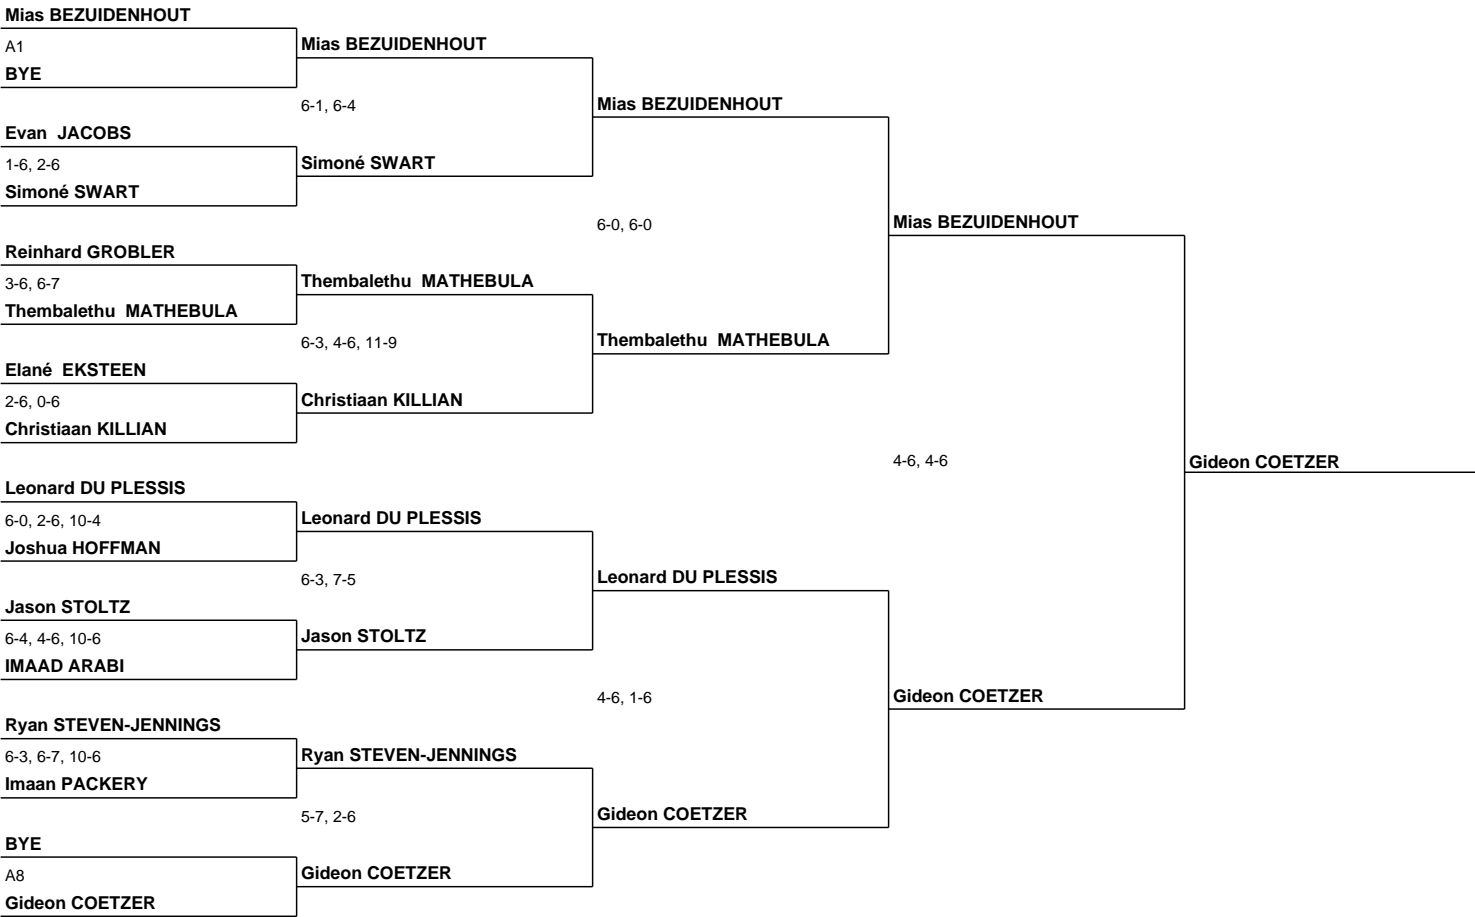 Mias BEZUIDENHOUT
A1
Mias BEZUIDENHOUT
BYE
6-1, 6-4
Mias BEZUIDENHOUT
Evan  JACOBS
1-6, 2-6
Simoné SWART
Simoné SWART
6-0, 6-0
Mias BEZUIDENHOUT
Reinhard GROBLER
3-6, 6-7
Thembalethu  MATHEBULA
Thembalethu  MATHEBULA
6-3, 4-6, 11-9
Thembalethu  MATHEBULA
Elané  EKSTEEN
2-6, 0-6
Christiaan KILLIAN
Christiaan KILLIAN
4-6, 4-6
Gideon COETZER
Leonard DU PLESSIS
6-0, 2-6, 10-4
Leonard DU PLESSIS
Joshua HOFFMAN
6-3, 7-5
Leonard DU PLESSIS
Jason STOLTZ
6-4, 4-6, 10-6
Jason STOLTZ
IMAAD ARABI
4-6, 1-6
Gideon COETZER
Ryan STEVEN-JENNINGS
6-3, 6-7, 10-6
Ryan STEVEN-JENNINGS
Imaan PACKERY
5-7, 2-6
Gideon COETZER
BYE
A8
Gideon COETZER
Gideon COETZER